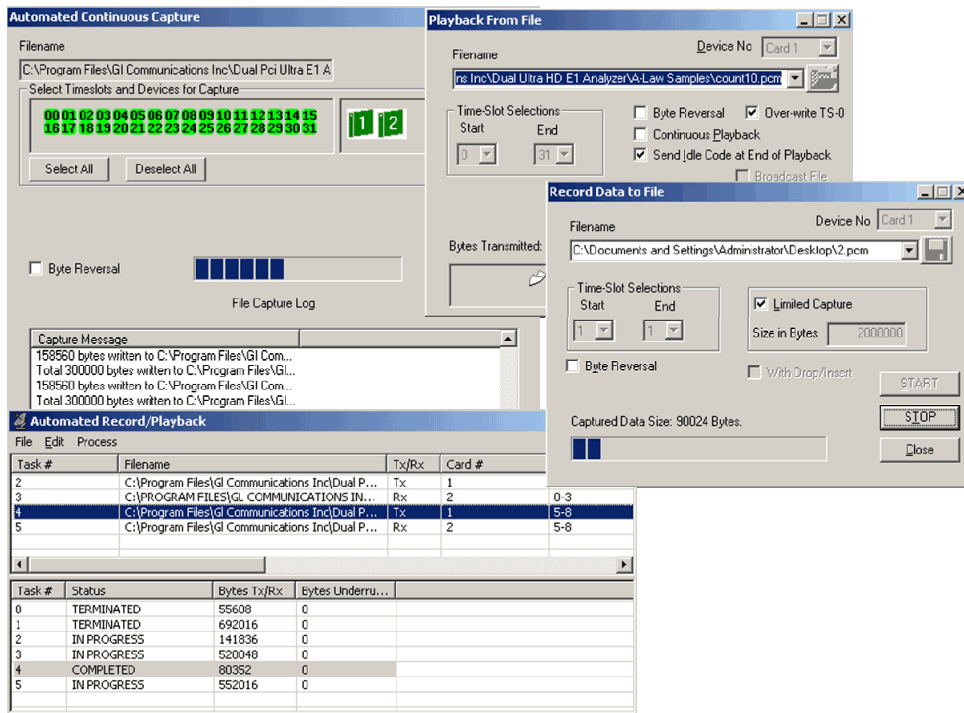 Automated Continuous Capture
Filename
C:\Program Files\Gl Communications Inc\Dual Pci Ultra E1 A
Select Timeslots and Devices for Capture
00 01 02 03 04 05 06 07 08 09 10 11 12 13 14 15
16 17 18 19 20 21 22 23 24 25 26 27 28 29 30 31
1 2
Select All Deselect All
Byte Reversal
File Capture Log
Capture Message
158560 bytes written to C:\Program Files\Gl Com...
Total 300000 bytes written to C:\Program Files\Gl...
158560 bytes written to C:\Program Files\Gl Com...
Total 300000 bytes written to C:\Program Files\Gl...
Playback From File
Device No Card 1
Filename
ns Inc\Dual Ultra HD E1 Analyzer\A-Law Samples\count10.pcm
Time-Slot Selections
Start End
0 31
Byte Reversal Over-write TS-0
Continuous Playback
Send Idle Code at End of Playback
Broadcast File
Bytes Transmitted:
Record Data to File
Device No Card 1
Filename
C:\Documents and Settings\Administrator\Desktop\2.pcm
Time-Slot Selections
Start End
1 1
Limited Capture
Size in Bytes 2000000
Byte Reversal
With Drop/Insert
START
STOP
Close
Captured Data Size: 90024 Bytes.
Automated Record/Playback
File Edit Process
Task # Filename Tx/Rx Card #
2 C:\Program Files\Gl Communications Inc\Dual P... Tx 1
3 C:\PROGRAM FILES\GL COMMUNICATIONS IN... Rx 2 0-3
4 C:\Program Files\Gl Communications Inc\Dual P... Tx 1 5-8
5 C:\Program Files\Gl Communications Inc\Dual P... Rx 2 5-8
Task # Status Bytes Tx/Rx Bytes Underru...
0 TERMINATED 55608 0
1 TERMINATED 692016 0
2 IN PROGRESS 141836 0
3 IN PROGRESS 520048 0
4 COMPLETED 80352 0
5 IN PROGRESS 552016 0